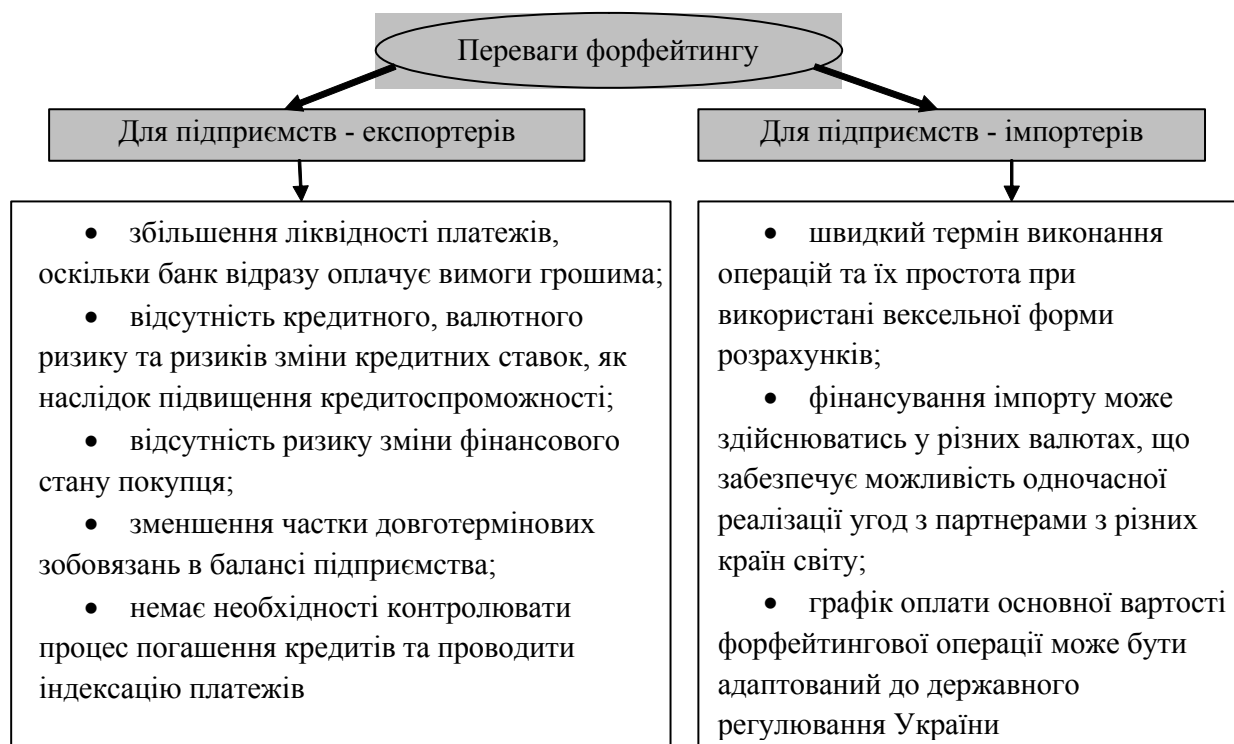 Переваги форфейтингу
Для підприємств - експортерів
Для підприємств - імпортерів
• збільшення ліквідності платежів,
оскільки банк відразу оплачує вимоги грошима;
• відсутність кредитного, валютного
ризику та ризиків зміни кредитних ставок, як
наслідок підвищення кредитоспроможності;
• відсутність ризику зміни фінансового
стану покупця;
• зменшення частки довготермінових
зобовязань в балансі підприємства;
• немає необхідності контролювати
процес погашення кредитів та проводити
індексацію платежів
• швидкий термін виконання
операцій та їх простота при
використані вексельної форми
розрахунків;
• фінансування імпорту може
здійснюватись у різних валютах, що
забезпечує можливість одночасної
реалізації угод з партнерами з різних
країн світу;
• графік оплати основної вартості
форфейтингової операції може бути
адаптований до державного
регулювання України